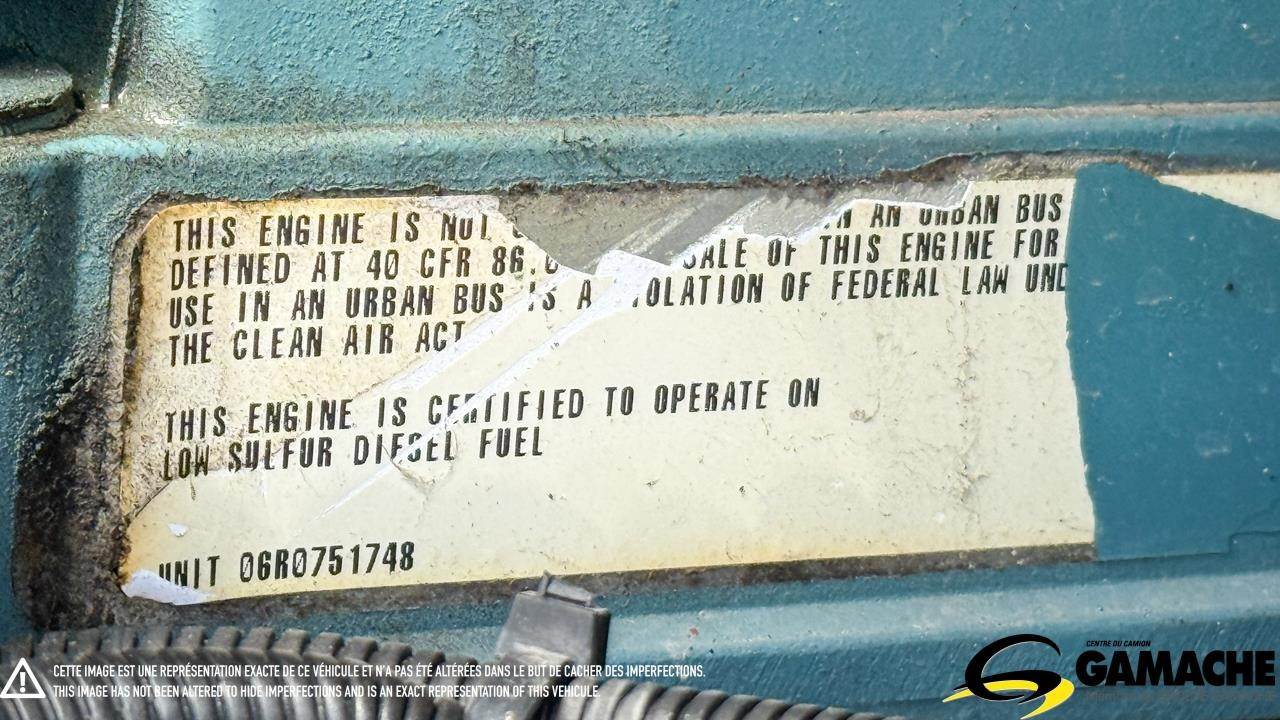 THIS ENGINE IS NOT AN URBAN BUS
DEFINED AT 40 CFR 86. SALE OF THIS ENGINE FOR
USE IN AN URBAN BUS IS A VIOLATION OF FEDERAL LAW UND
THE CLEAN AIR ACT
THIS ENGINE IS CERTIFIED TO OPERATE ON
LOW SULFUR DIESEL FUEL
UNIT 06R0751748
CETTE IMAGE EST UNE REPRÉSENTATION EXACTE DE CE VÉHICULE ET N'A PAS ÉTÉ ALTÉRÉES DANS LE BUT DE CACHER DES IMPERFECTIONS.
THIS IMAGE HAS NOT BEEN ALTERED TO HIDE IMPERFECTIONS AND IS AN EXACT REPRESENTATION OF THIS VEHICULE.
CENTRE DU CAMION
GAMACHE